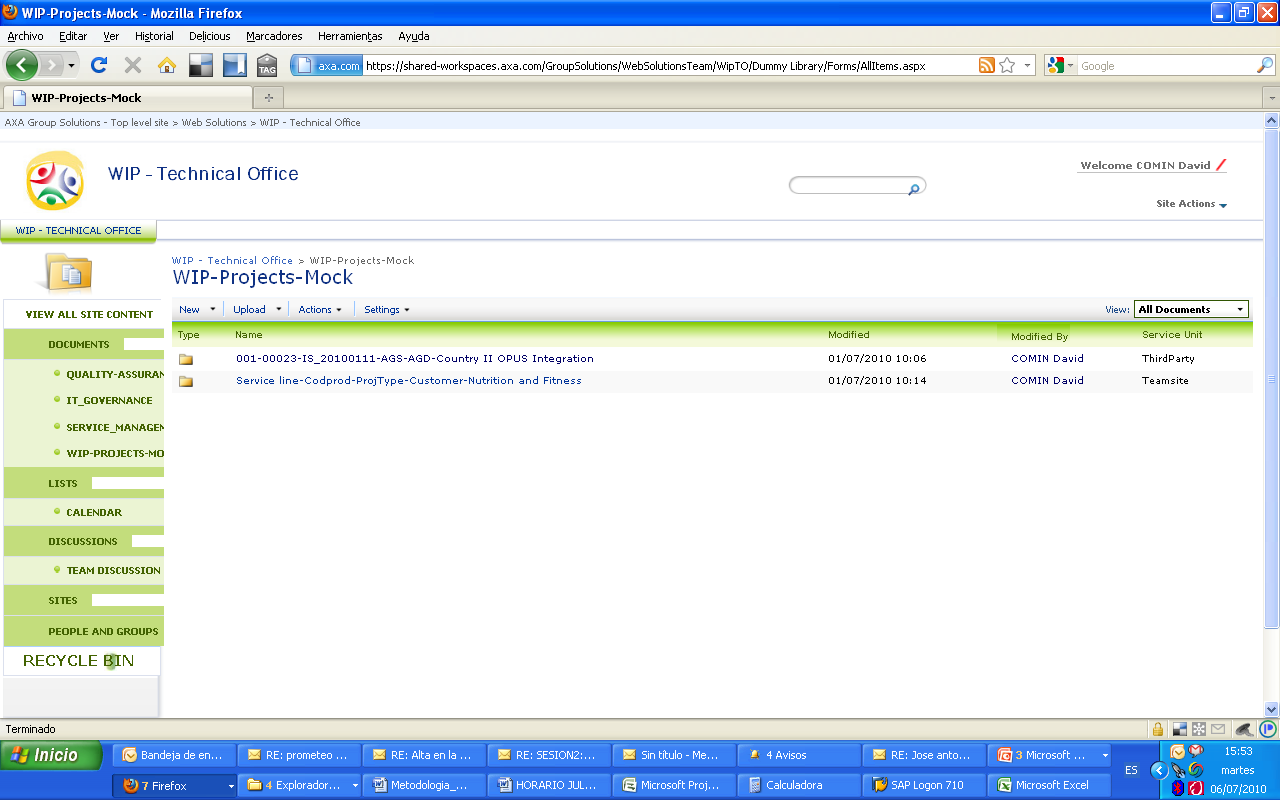 WIP-Projects-Mock - Mozilla Firefox
Archivo Editar Ver Historial Delicious Marcadores Herramientas Ayuda
TAG axa.com https://shared-workspaces.axa.com/GroupSolutions/WebSolutionsTeam/WipTO/Dummy Library/Forms/AllItems.aspx Google
WIP-Projects-Mock
AXA Group Solutions - Top level site > Web Solutions > WIP - Technical Office
WIP - Technical Office
Welcome COMIN David
Site Actions
WIP - TECHNICAL OFFICE
WIP - Technical Office > WIP-Projects-Mock
WIP-Projects-Mock
New Upload Actions Settings View: All Documents
Type Name Modified Modified By Service Unit
001-00023-IS_20100111-AGS-AGD-Country II OPUS Integration 01/07/2010 10:06 COMIN David ThirdParty
Service line-Codprod-ProjType-Customer-Nutrition and Fitness 01/07/2010 10:14 COMIN David Teamsite
VIEW ALL SITE CONTENT
DOCUMENTS
QUALITY-ASSURAN
IT_GOVERNANCE
SERVICE_MANAGEM
WIP-PROJECTS-MO
LISTS
CALENDAR
DISCUSSIONS
TEAM DISCUSSION
SITES
PEOPLE AND GROUPS
RECYCLE BIN
Terminado
Inicio Bandeja de en... RE: prometeo ... RE: Alta en la ... RE: SESION2:... Sin título - Me... 4 Avisos RE: Jose anto... 3 Microsoft ... 15:53
7 Firefox 4 Explorador... Metodologia_... HORARIO JUL... Microsoft Proj... Calculadora SAP Logon 710 Microsoft Excel ES martes
06/07/2010